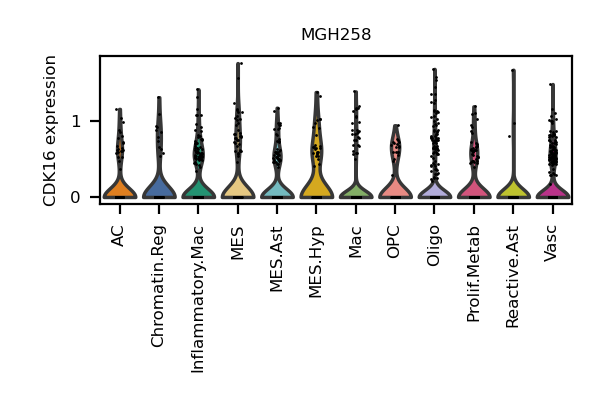 MGH258
CDK16 expression
1
0
AC
Chromatin.Reg
Inflammatory.Mac
MES
MES.Ast
MES.Hyp
Mac
OPC
Oligo
Prolif.Metab
Reactive.Ast
Vasc